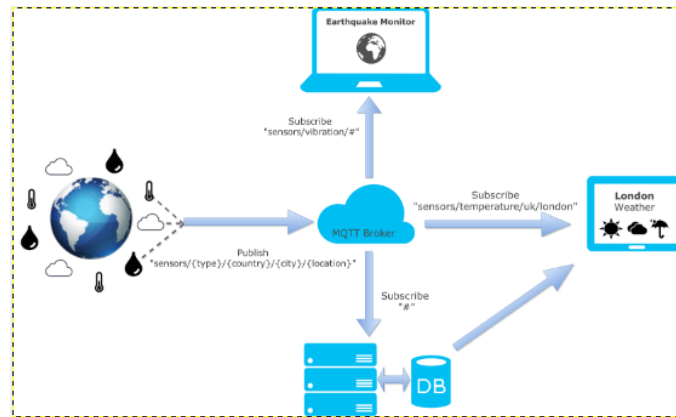 Earthquake Monitor
Subscribe
"sensors/vibration/#"
Subscribe
"sensors/temperature/uk/london"
London
Weather
MQTT Broker
Publish
"sensors/{type}/{country}/{city}/{location}"
Subscribe
"#"
DB